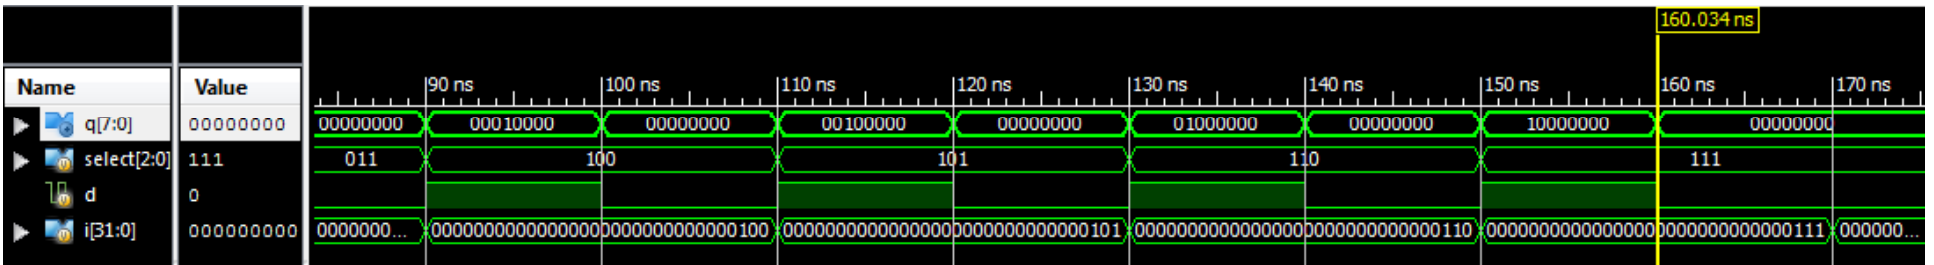 160.034 ns
Name Value 90 ns 100 ns 110 ns 120 ns 130 ns 140 ns 150 ns 160 ns 170 ns
q[7:0] 00000000 00000000 00010000 00000000 00100000 00000000 01000000 00000000 10000000 00000000
select[2:0] 111 011 100 101 110 111
d 0
i[31:0] 000000000 0000000... 00000000000000000000000000000100 00000000000000000000000000000101 00000000000000000000000000000110 00000000000000000000000000000111 000000...